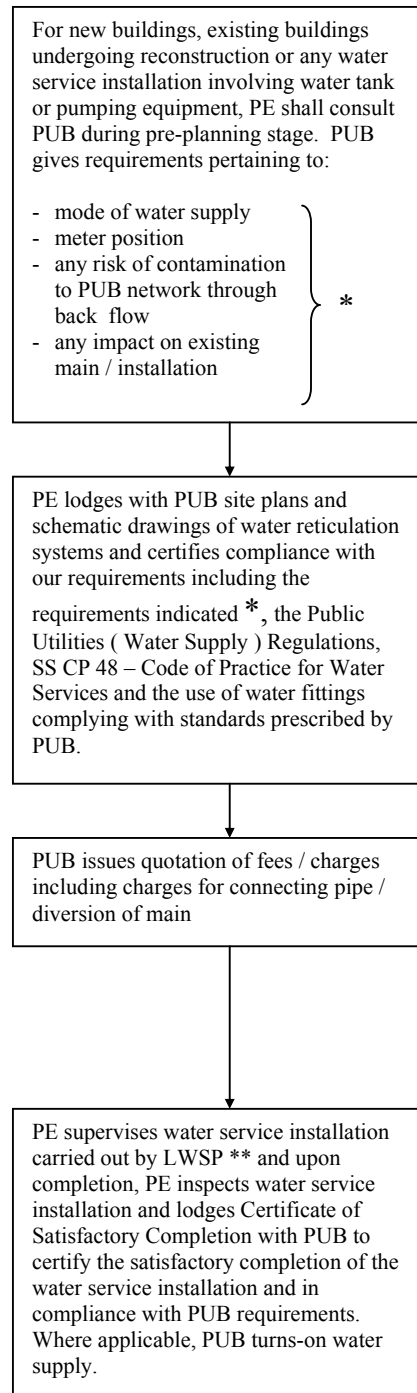 For new buildings, existing buildings
undergoing reconstruction or any water
service installation involving water tank
or pumping equipment, PE shall consult
PUB during pre-planning stage.  PUB
gives requirements pertaining to:
- mode of water supply
- meter position
- any risk of contamination
to PUB network through
back  flow
- any impact on existing
main / installation
*
PE lodges with PUB site plans and
schematic drawings of water reticulation
systems and certifies compliance with
our requirements including the
requirements indicated *, the Public
Utilities ( Water Supply ) Regulations,
SS CP 48 – Code of Practice for Water
Services and the use of water fittings
complying with standards prescribed by
PUB.
PUB issues quotation of fees / charges
including charges for connecting pipe /
diversion of main
PE supervises water service installation
carried out by LWSP ** and upon
completion, PE inspects water service
installation and lodges Certificate of
Satisfactory Completion with PUB to
certify the satisfactory completion of the
water service installation and in
compliance with PUB requirements.
Where applicable, PUB turns-on water
supply.